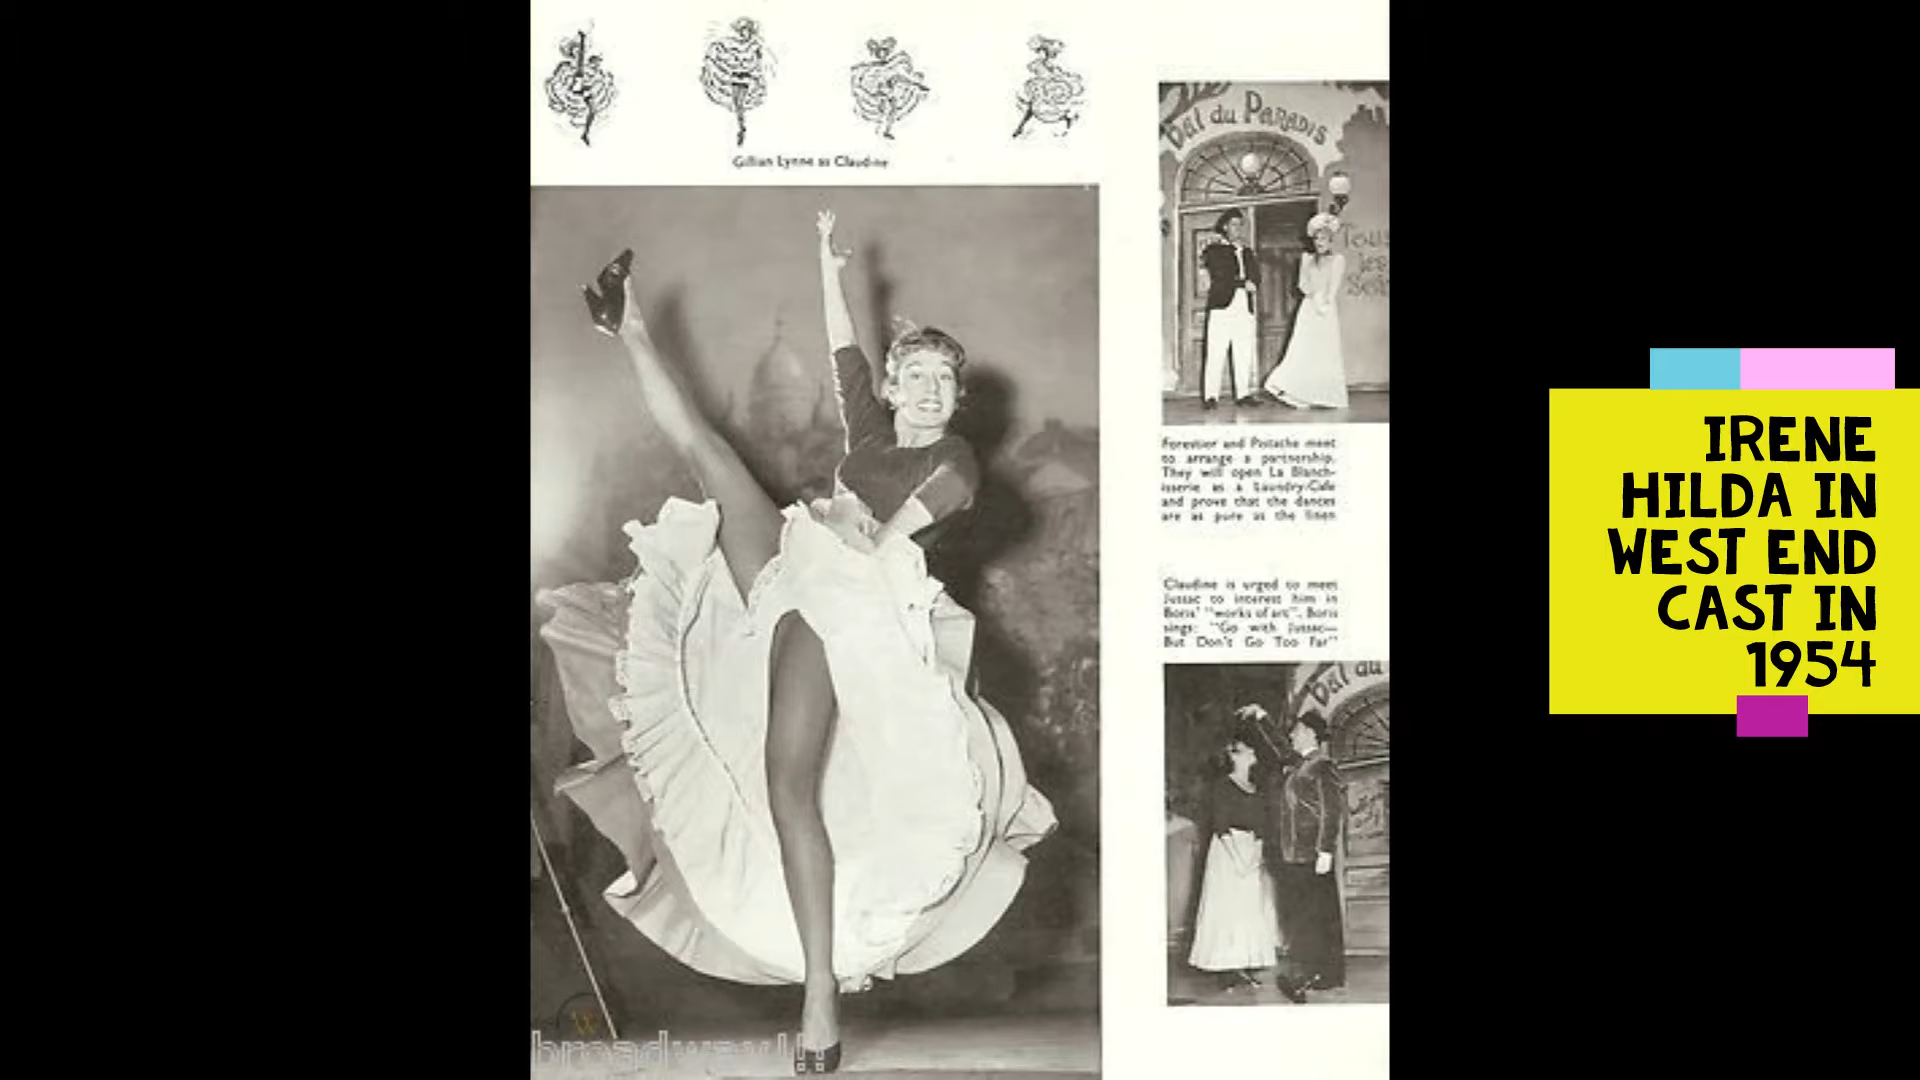 Gillian Lynne as Claudine
Bal du PARADIS
Tous
les
Soirs
Forestier and Pistache meet
to arrange a partnership.
They will open La Blanch-
isserie as a Laundry-Cafe
and prove that the dances
are as pure as the linen
Claudine is urged to meet
Jussac to interest him in
Boris' "works of art". Boris
sings: "Go with Jussac—
But Don't Go Too Far"
Bal du
broadway!!
IRENE
HILDA IN
WEST END
CAST IN
1954